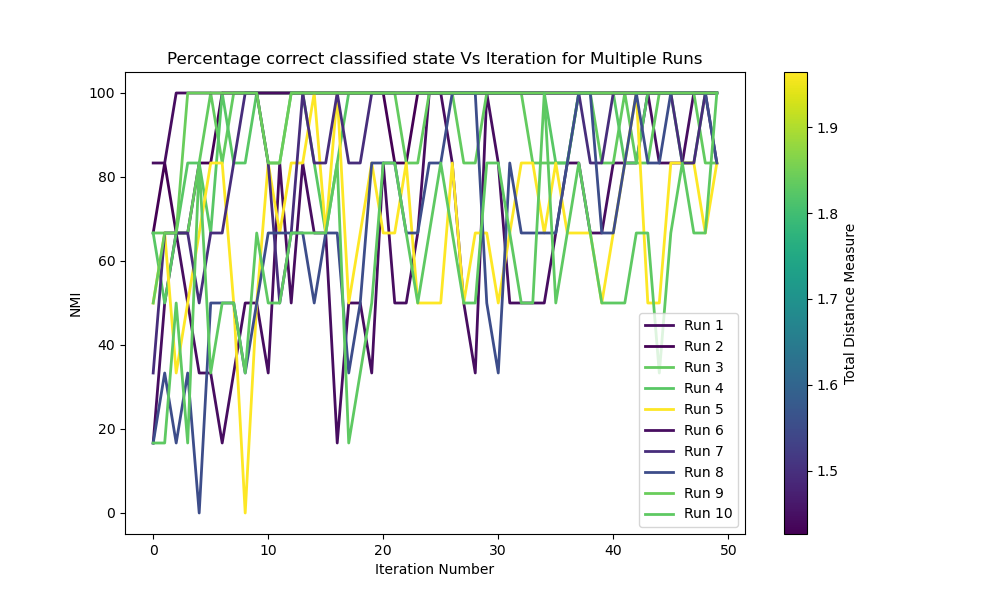 Percentage correct classified state Vs Iteration for Multiple Runs
100
80
60
40
20
0
NMI
0 10 20 30 40 50
Iteration Number
Run 1
Run 2
Run 3
Run 4
Run 5
Run 6
Run 7
Run 8
Run 9
Run 10
1.9
1.8
1.7
1.6
1.5
Total Distance Measure